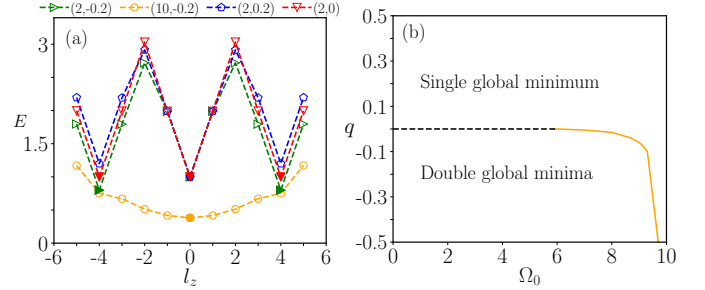 (2,-0.2) (10,-0.2) (2,0.2) (2,0)
(a)
E
3
1.5
0
-6 -4 -2 0 2 4 6
l_z
(b)
q
0.5
0.3
0.1
-0.1
-0.3
-0.5
Single global minimum
Double global minima
0 2 4 6 8 10
Ω₀